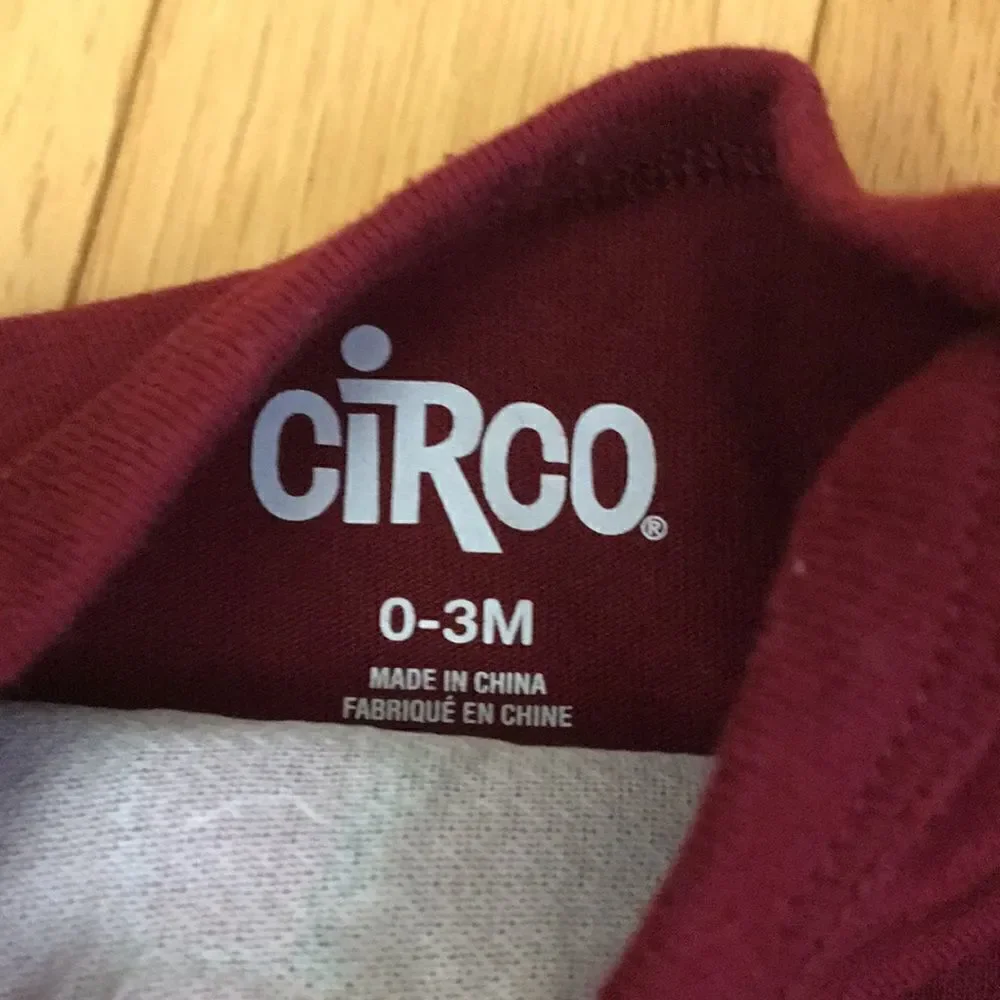 CiRCO®
0-3M
MADE IN CHINA
FABRIQUÉ EN CHINE